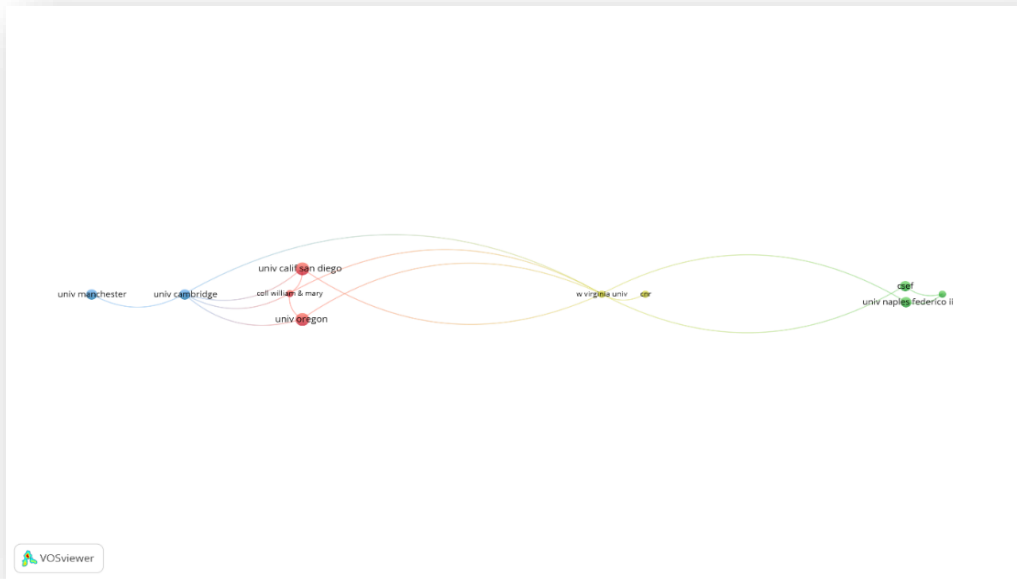 univ calif san diego
univ manchester
univ cambridge
coll william & mary
w virginia univ
cnr
csef
univ naples federico ii
univ oregon
VOSviewer